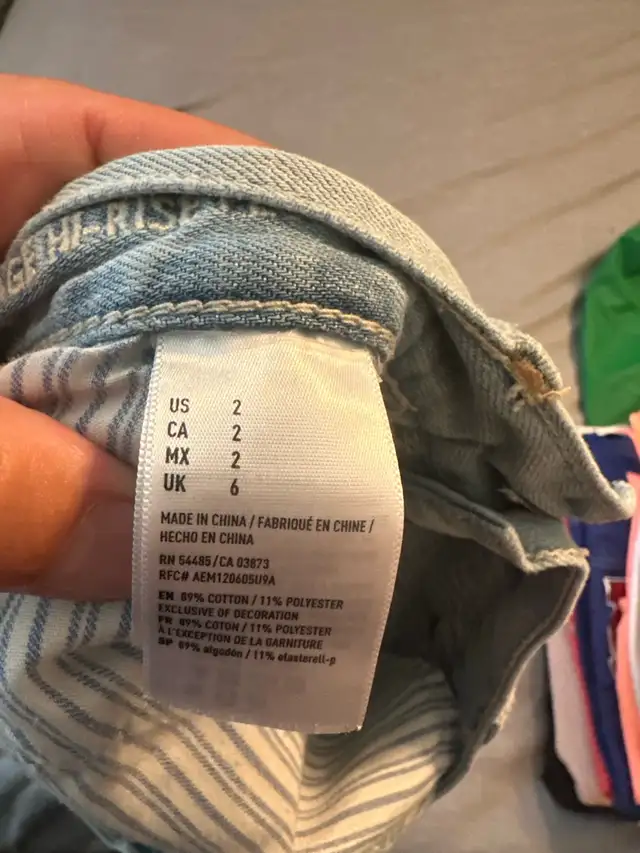 HI-RISE
US 2
CA 2
MX 2
UK 6
MADE IN CHINA / FABRIQUÉ EN CHINE /
HECHO EN CHINA
RN 54485/CA 03873
RFC# AEM120605U9A
EN 89% COTTON / 11% POLYESTER
EXCLUSIVE OF DECORATION
FR 89% COTON / 11% POLYESTER
À L'EXCEPTION DE LA GARNITURE
SP 89% algodón / 11% elasterell-p